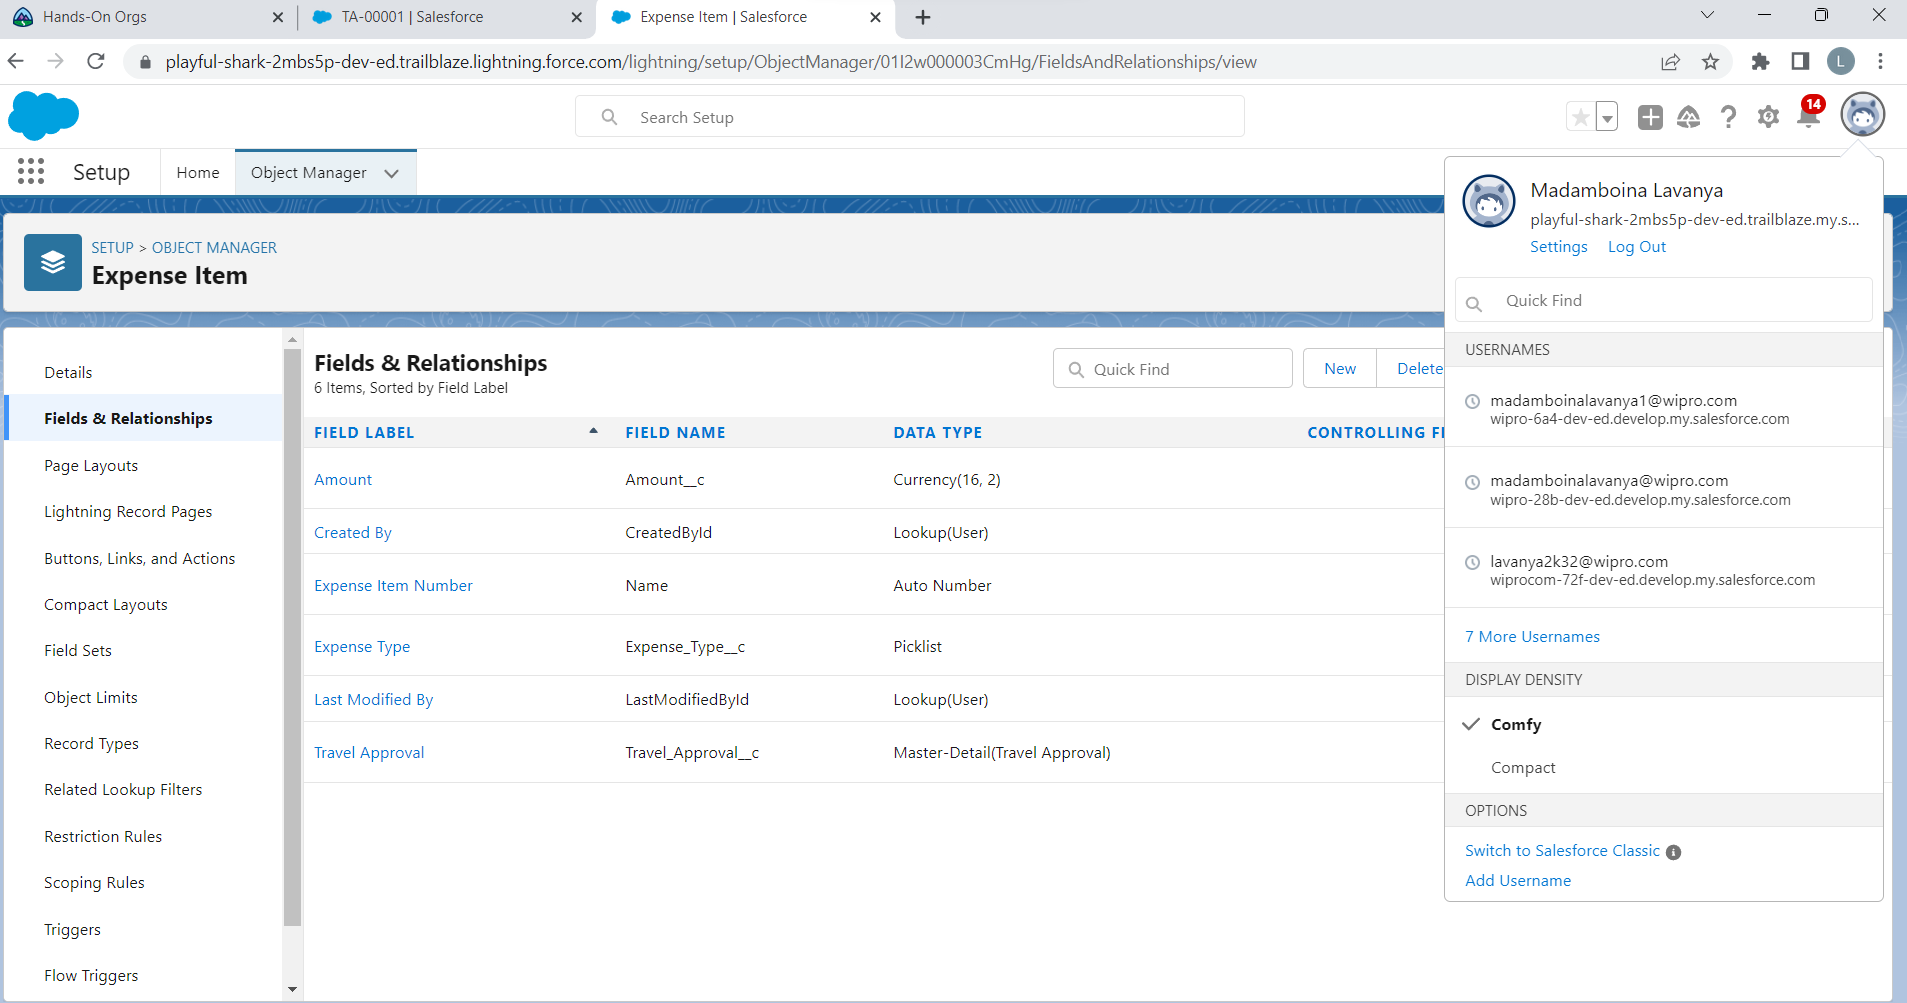 Hands-On Orgs
TA-00001 | Salesforce
Expense Item | Salesforce
playful-shark-2mbs5p-dev-ed.trailblaze.lightning.force.com/lightning/setup/ObjectManager/01I2w000003CmHg/FieldsAndRelationships/view
L
Search Setup
14
Setup
Home
Object Manager
SETUP > OBJECT MANAGER
Expense Item
Details
Fields & Relationships
Page Layouts
Lightning Record Pages
Buttons, Links, and Actions
Compact Layouts
Field Sets
Object Limits
Record Types
Related Lookup Filters
Restriction Rules
Scoping Rules
Triggers
Flow Triggers
Fields & Relationships
6 Items, Sorted by Field Label
Quick Find
New
Delete
FIELD LABEL FIELD NAME DATA TYPE CONTROLLING FI
Amount Amount__c Currency(16, 2)
Created By CreatedById Lookup(User)
Expense Item Number Name Auto Number
Expense Type Expense_Type__c Picklist
Last Modified By LastModifiedById Lookup(User)
Travel Approval Travel_Approval__c Master-Detail(Travel Approval)
Madamboina Lavanya
playful-shark-2mbs5p-dev-ed.trailblaze.my.s...
Settings Log Out
Quick Find
USERNAMES
madamboinalavanya1@wipro.com
wipro-6a4-dev-ed.develop.my.salesforce.com
madamboinalavanya@wipro.com
wipro-28b-dev-ed.develop.my.salesforce.com
lavanya2k32@wipro.com
wiprocom-72f-dev-ed.develop.my.salesforce.com
7 More Usernames
DISPLAY DENSITY
Comfy
Compact
OPTIONS
Switch to Salesforce Classic
Add Username